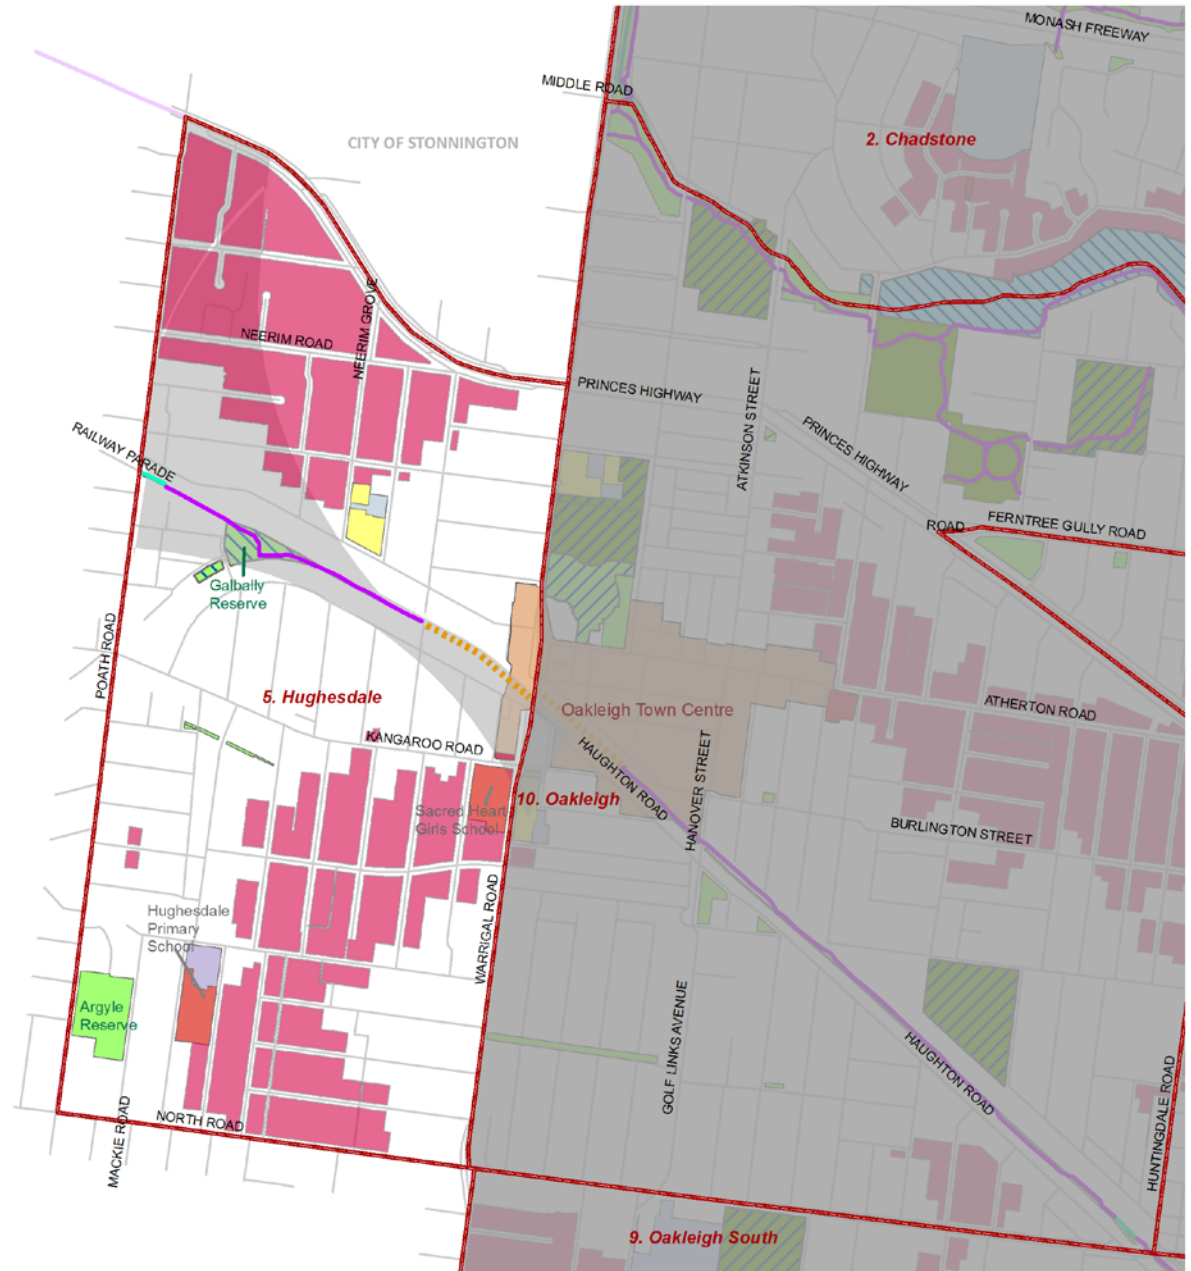 MONASH FREEWAY
MIDDLE ROAD
CITY OF STONNINGTON
2. Chadstone
NEERIM ROAD
NEERIM GROVE
PRINCES HIGHWAY
ATKINSON STREET
PRINCES HIGHWAY
RAILWAY PARADE
ROAD
FERNTREE GULLY ROAD
Galbally
Reserve
POATH ROAD
5. Hughesdale
Oakleigh Town Centre
ATHERTON ROAD
KANGAROO ROAD
HAUGHTON ROAD
HANOVER STREET
10. Oakleigh
Sacred Heart
Girls School
BURLINGTON STREET
WARRIGAL ROAD
Hughesdale
Primary
School
Argyle
Reserve
GOLF LINKS AVENUE
HAUGHTON ROAD
HUNTINGDALE ROAD
MACKIE ROAD
NORTH ROAD
9. Oakleigh South